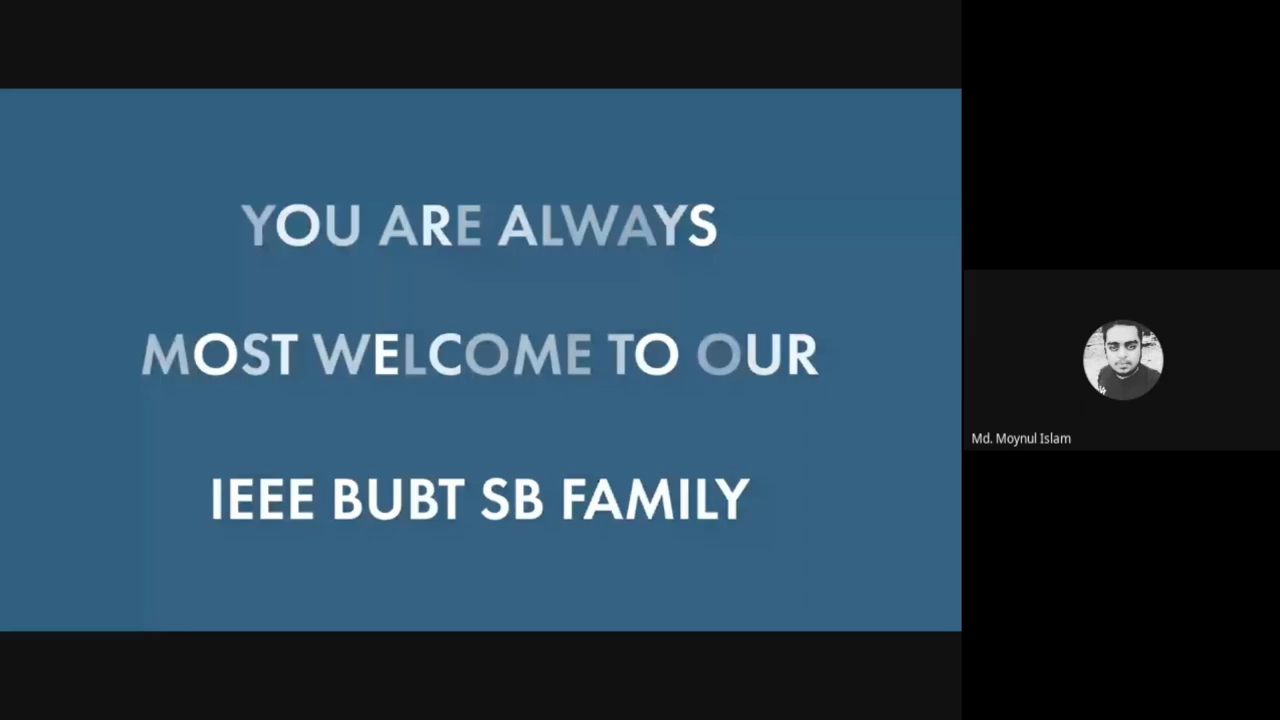 YOU ARE ALWAYS
MOST WELCOME TO OUR
IEEE BUBT SB FAMILY
Md. Moynul Islam